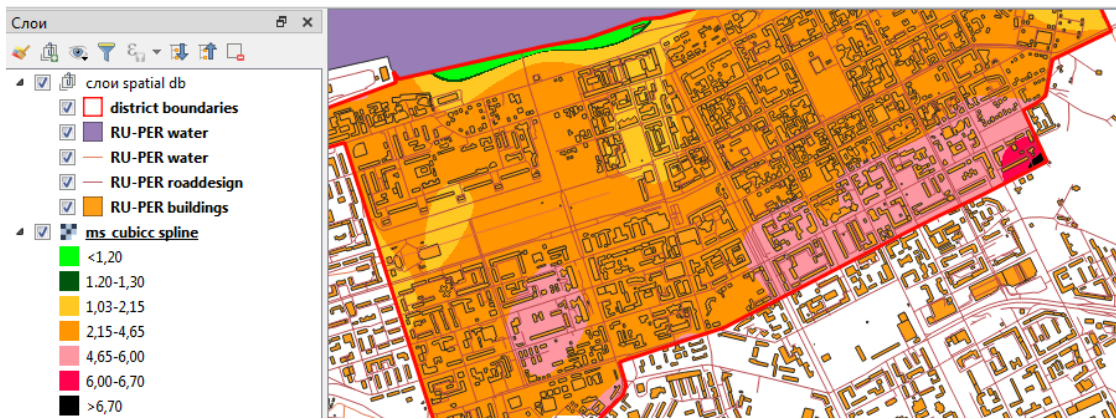 Слои
слои spatial db
district boundaries
RU-PER water
RU-PER water
RU-PER roaddesign
RU-PER buildings
ms_cubicc spline
<1,20
1.20-1,30
1,03-2,15
2,15-4,65
4,65-6,00
6,00-6,70
>6,70